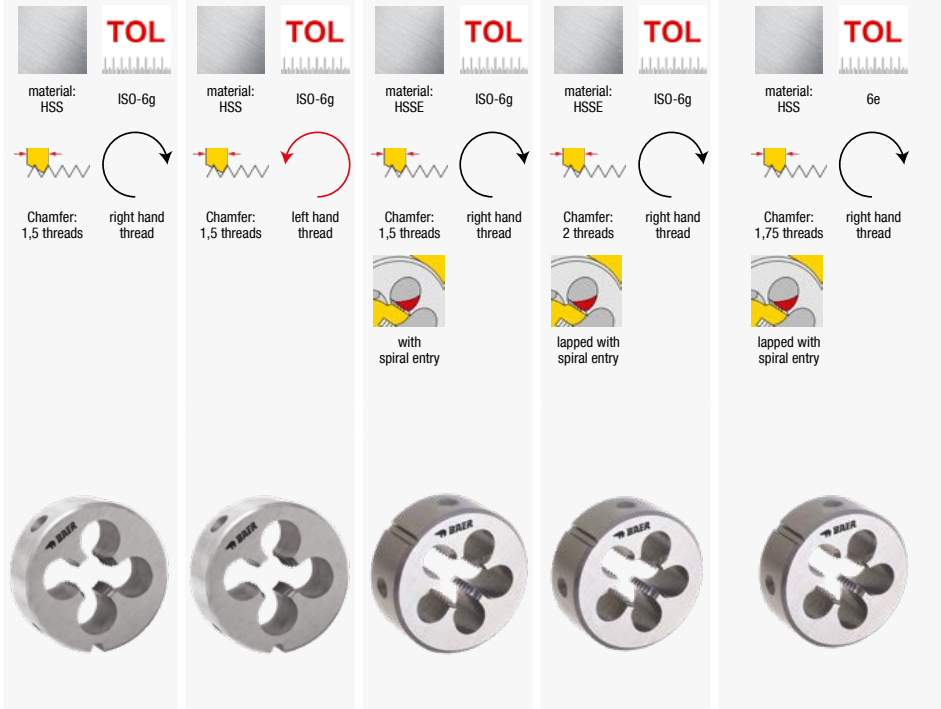 TOL
material:
HSS
ISO-6g
Chamfer:
1,5 threads
right hand
thread
BAER
TOL
material:
HSS
ISO-6g
Chamfer:
1,5 threads
left hand
thread
BAER
TOL
material:
HSSE
ISO-6g
Chamfer:
1,5 threads
right hand
thread
with
spiral entry
BAER
TOL
material:
HSSE
ISO-6g
Chamfer:
2 threads
right hand
thread
lapped with
spiral entry
BAER
TOL
material:
HSS
6e
Chamfer:
1,75 threads
right hand
thread
lapped with
spiral entry
BAER